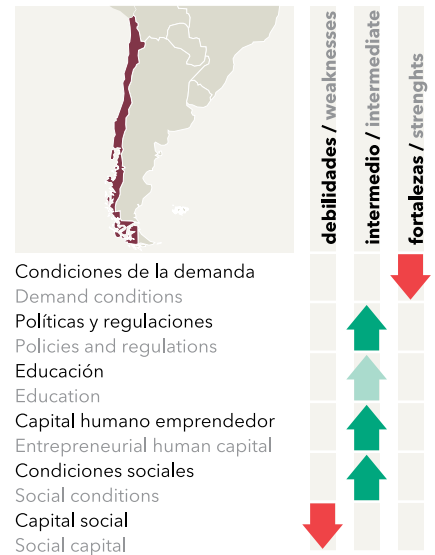 debilidades / weaknesses
intermedio / intermediate
fortalezas / strenghts
Condiciones de la demanda
Demand conditions
Políticas y regulaciones
Policies and regulations
Educación
Education
Capital humano emprendedor
Entrepreneurial human capital
Condiciones sociales
Social conditions
Capital social
Social capital